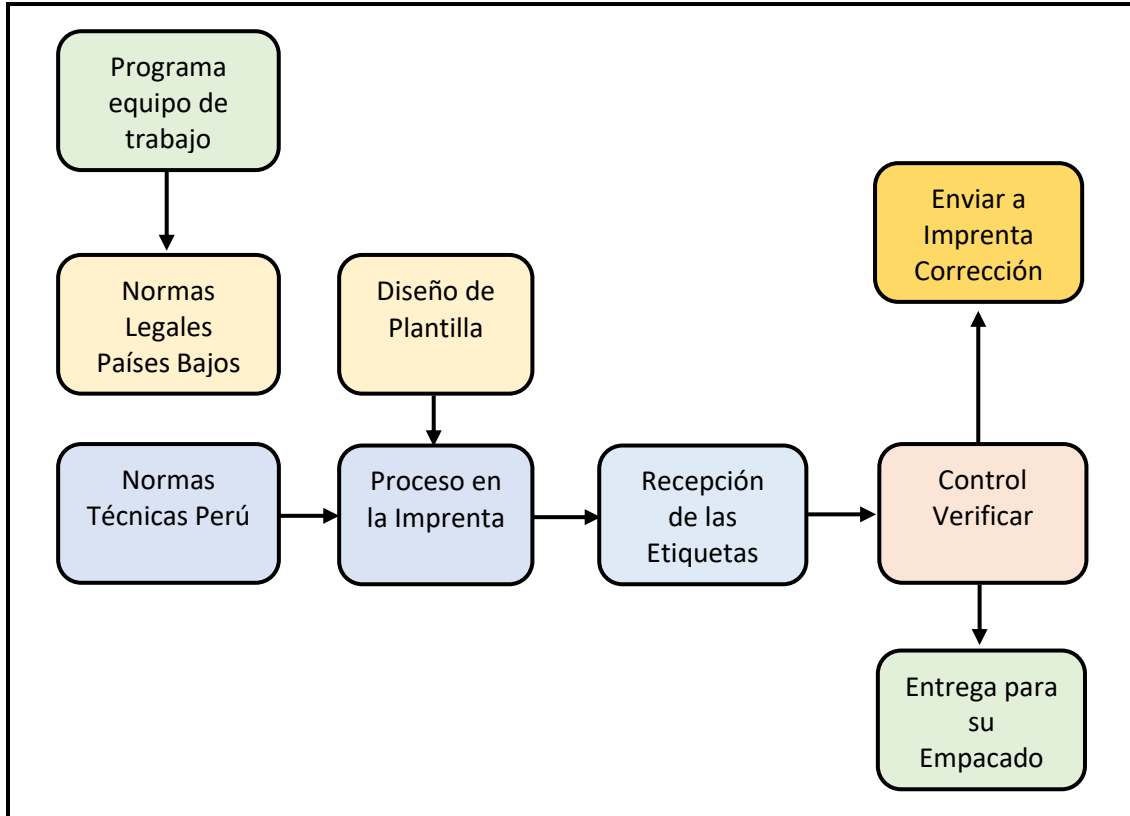 Programa
equipo de
trabajo
Normas
Legales
Países Bajos
Diseño de
Plantilla
Enviar a
Imprenta
Corrección
Normas
Técnicas Perú
Proceso en
la Imprenta
Recepción
de las
Etiquetas
Control
Verificar
Entrega para
su
Empacado